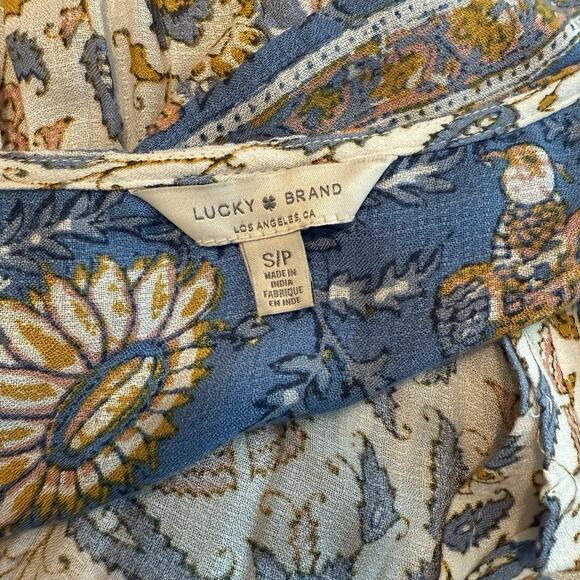 LUCKY BRAND
LOS ANGELES, CA
S/P
MADE IN
INDIA
FABRIQUE
EN INDE